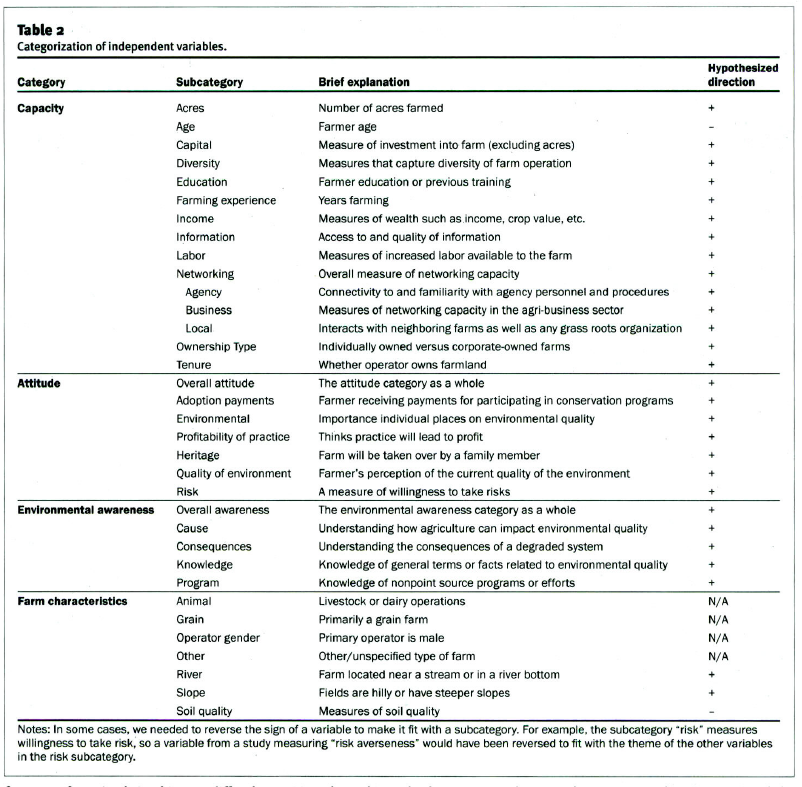 Table 2
Categorization of independent variables.
Category Subcategory Brief explanation Hypothesized direction
Capacity Acres Number of acres farmed +
Age Farmer age –
Capital Measure of investment into farm (excluding acres) +
Diversity Measures that capture diversity of farm operation +
Education Farmer education or previous training +
Farming experience Years farming +
Income Measures of wealth such as income, crop value, etc. +
Information Access to and quality of information +
Labor Measures of increased labor available to the farm +
Networking Overall measure of networking capacity +
Agency Connectivity to and familiarity with agency personnel and procedures +
Business Measures of networking capacity in the agri-business sector +
Local Interacts with neighboring farms as well as any grass roots organization +
Ownership Type Individually owned versus corporate-owned farms +
Tenure Whether operator owns farmland +
Attitude Overall attitude The attitude category as a whole +
Adoption payments Farmer receiving payments for participating in conservation programs +
Environmental Importance individual places on environmental quality +
Profitability of practice Thinks practice will lead to profit +
Heritage Farm will be taken over by a family member +
Quality of environment Farmer's perception of the current quality of the environment +
Risk A measure of willingness to take risks +
Environmental awareness Overall awareness The environmental awareness category as a whole +
Cause Understanding how agriculture can impact environmental quality +
Consequences Understanding the consequences of a degraded system +
Knowledge Knowledge of general terms or facts related to environmental quality +
Program Knowledge of nonpoint source programs or efforts +
Farm characteristics Animal Livestock or dairy operations N/A
Grain Primarily a grain farm N/A
Operator gender Primary operator is male N/A
Other Other/unspecified type of farm N/A
River Farm located near a stream or in a river bottom +
Slope Fields are hilly or have steeper slopes +
Soil quality Measures of soil quality –
Notes: In some cases, we needed to reverse the sign of a variable to make it fit with a subcategory. For example, the subcategory "risk" measures
willingness to take risk, so a variable from a study measuring "risk averseness" would have been reversed to fit with the theme of the other variables
in the risk subcategory.